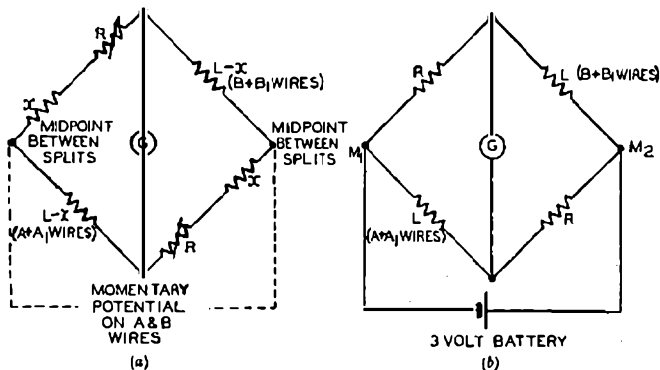 R
L-x
(B+B₁ WIRES)
x
MIDPOINT
BETWEEN
SPLITS
G
MIDPOINT
BETWEEN
SPLITS
x
L-x
(A+A₁ WIRES)
R
MOMENTARY
POTENTIAL
ON A & B
WIRES
(a)
R
L (B+B₁ WIRES)
M₁
G
M₂
L
(A+A₁ WIRES)
R
3 VOLT BATTERY
(b)